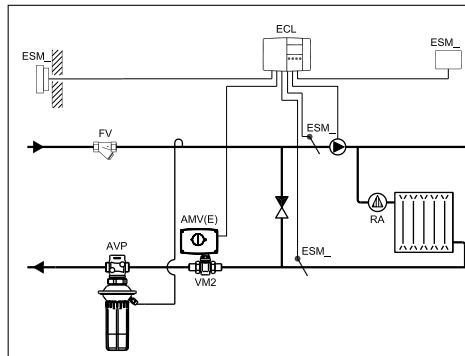 ECL
ESM_
ESM_
FV
ESM_
AMV(E)
RA
AVP
ESM_
VM2